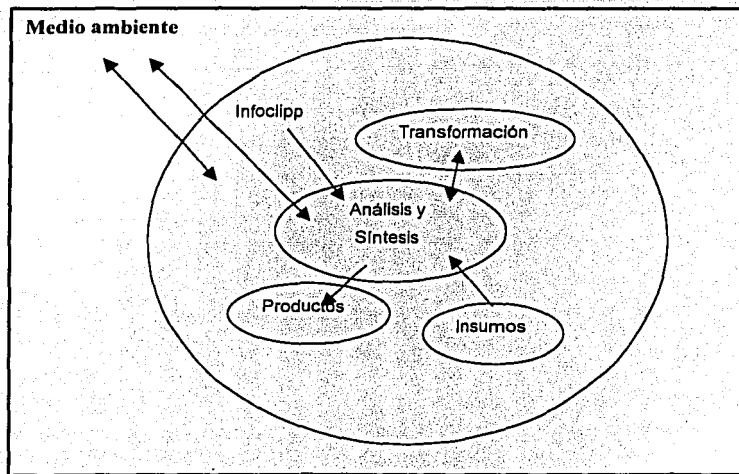 Medio ambiente
Infoclipp
Transformación
Análisis y
Síntesis
Productos
Insumos